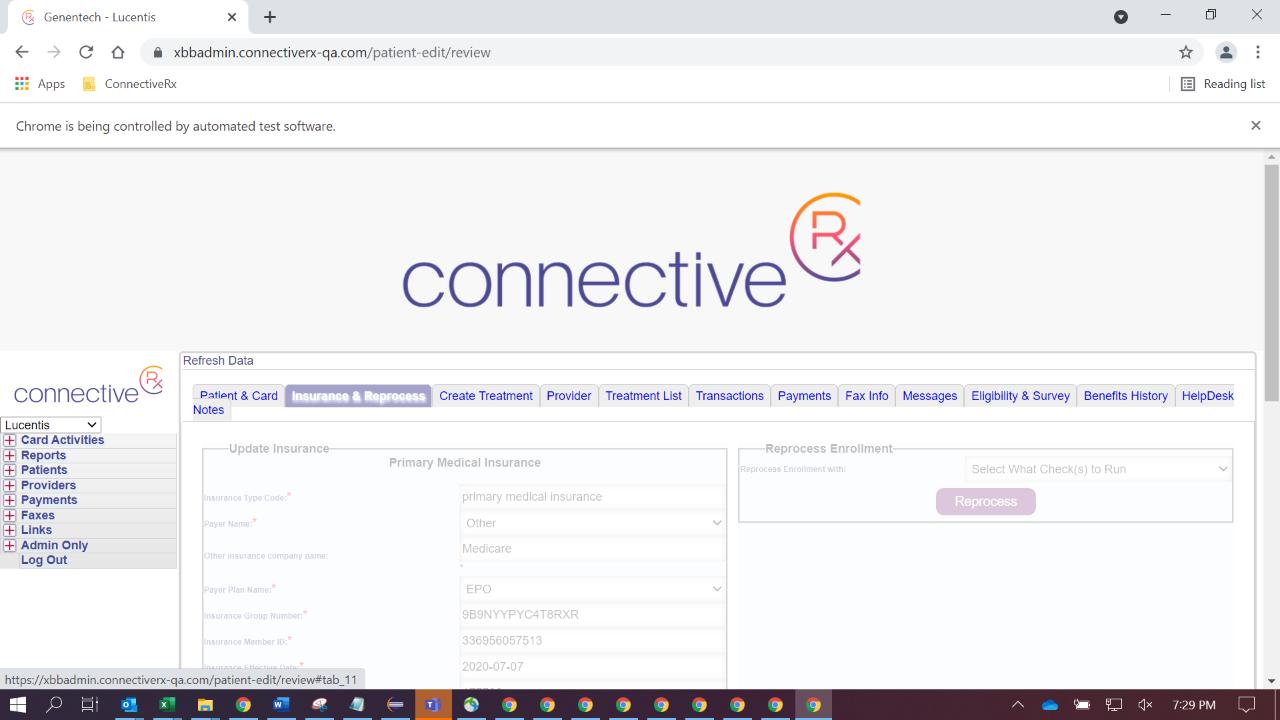 Genentech - Lucentis
xbbadmin.connectiverx-qa.com/patient-edit/review
Apps ConnectiveRx Reading list
Chrome is being controlled by automated test software.
connective Rx
connective Rx
Refresh Data
Patient & Card Insurance & Reprocess Create Treatment Provider Treatment List Transactions Payments Fax Info Messages Eligibility & Survey Benefits History HelpDesk
Notes
Lucentis
Card Activities
Reports
Patients
Providers
Payments
Faxes
Links
Admin Only
Log Out
Update Insurance
Primary Medical Insurance
Insurance Type Code:* primary medical insurance
Payer Name:* Other
Other insurance company name: Medicare
*
Payer Plan Name:* EPO
Insurance Group Number:* 9B9NYYPYC4T8RXR
Insurance Member ID:* 336956057513
Insurance Effective Date:* 2020-07-07
Reprocess Enrollment
Reprocess Enrollment with: Select What Check(s) to Run
Reprocess
https://xbbadmin.connectiverx-qa.com/patient-edit/review#tab_11
7:29 PM